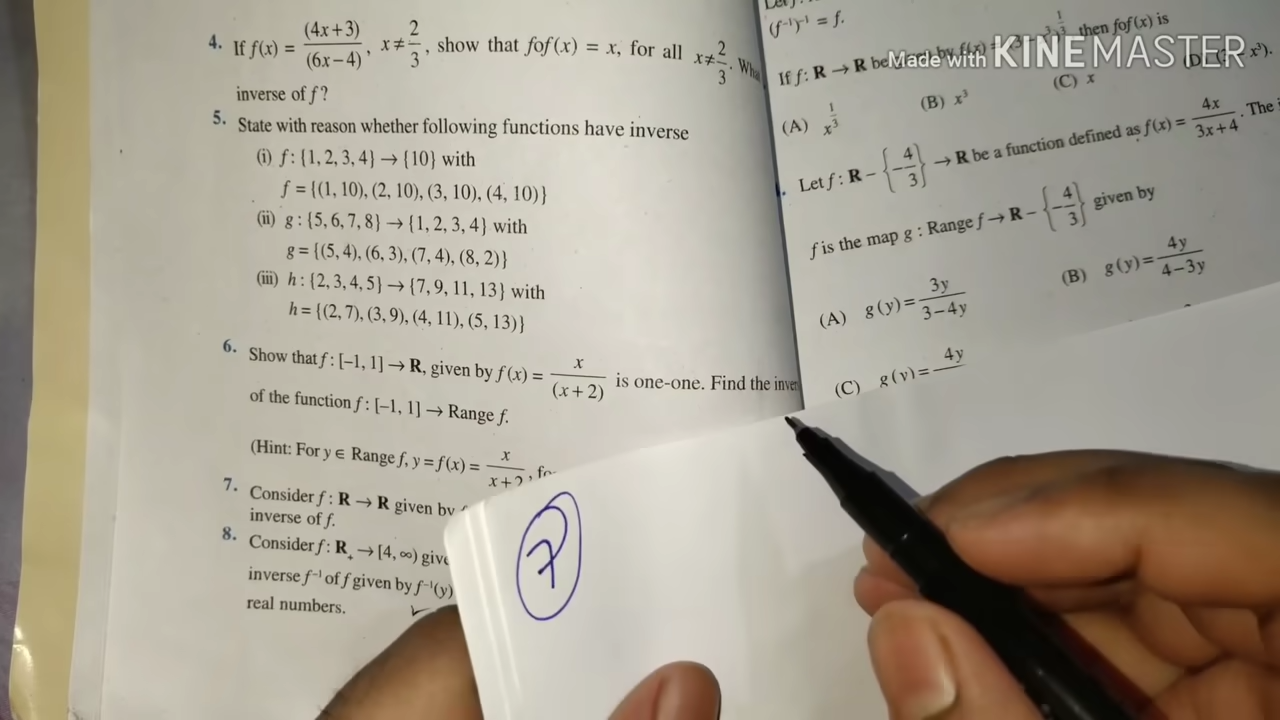 4. If f(x) = (4x+3)/(6x−4), x≠2/3, show that fof(x) = x, for all x≠2/3.
inverse of f?
5. State with reason whether following functions have inverse
(i) f : {1, 2, 3, 4} → {10} with
f = {(1, 10), (2, 10), (3, 10), (4, 10)}
(ii) g : {5, 6, 7, 8} → {1, 2, 3, 4} with
g = {(5, 4), (6, 3), (7, 4), (8, 2)}
(iii) h : {2, 3, 4, 5} → {7, 9, 11, 13} with
h = {(2, 7), (3, 9), (4, 11), (5, 13)}
6. Show that f : [−1, 1] → R, given by f(x) = x/(x+2) is one-one. Find the
of the function f : [−1, 1] → Range f.
(Hint: For y ∈ Range f, y = f(x) = x/x+2,
7. Consider f : R → R given by
inverse of f.
8. Consider f : R₊ → [4, ∞)
inverse f⁻¹ of f given by f⁻¹(y)
real numbers.
(f⁻¹)⁻¹ = f.
If f : R → R then fof(x) is
(A) x^(1/3) (B) x³ (C) x x³).
Let f : R − {−4/3} → R be a function defined as f(x) = 4x/3x+4. The
f is the map g : Range f → R − {−4/3} given by
(A) g(y) = 3y/3−4y (B) g(y) = 4y/4−3y
(C) g(y) = 4y
Made with KINEMASTER
7